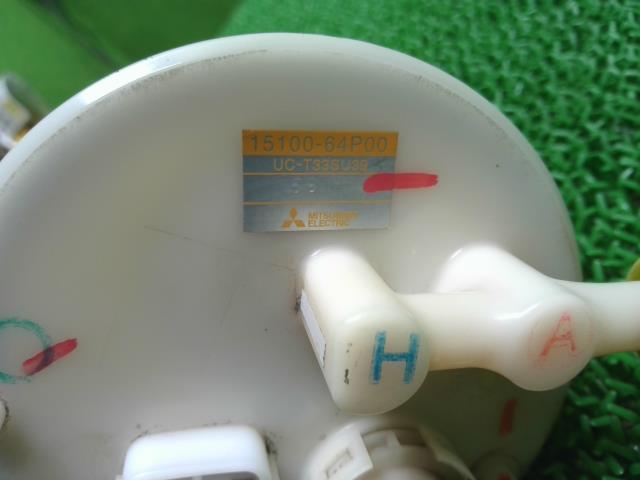 15100-64P00
UC-T33SU39
MITSUBISHI
ELECTRIC
H
A